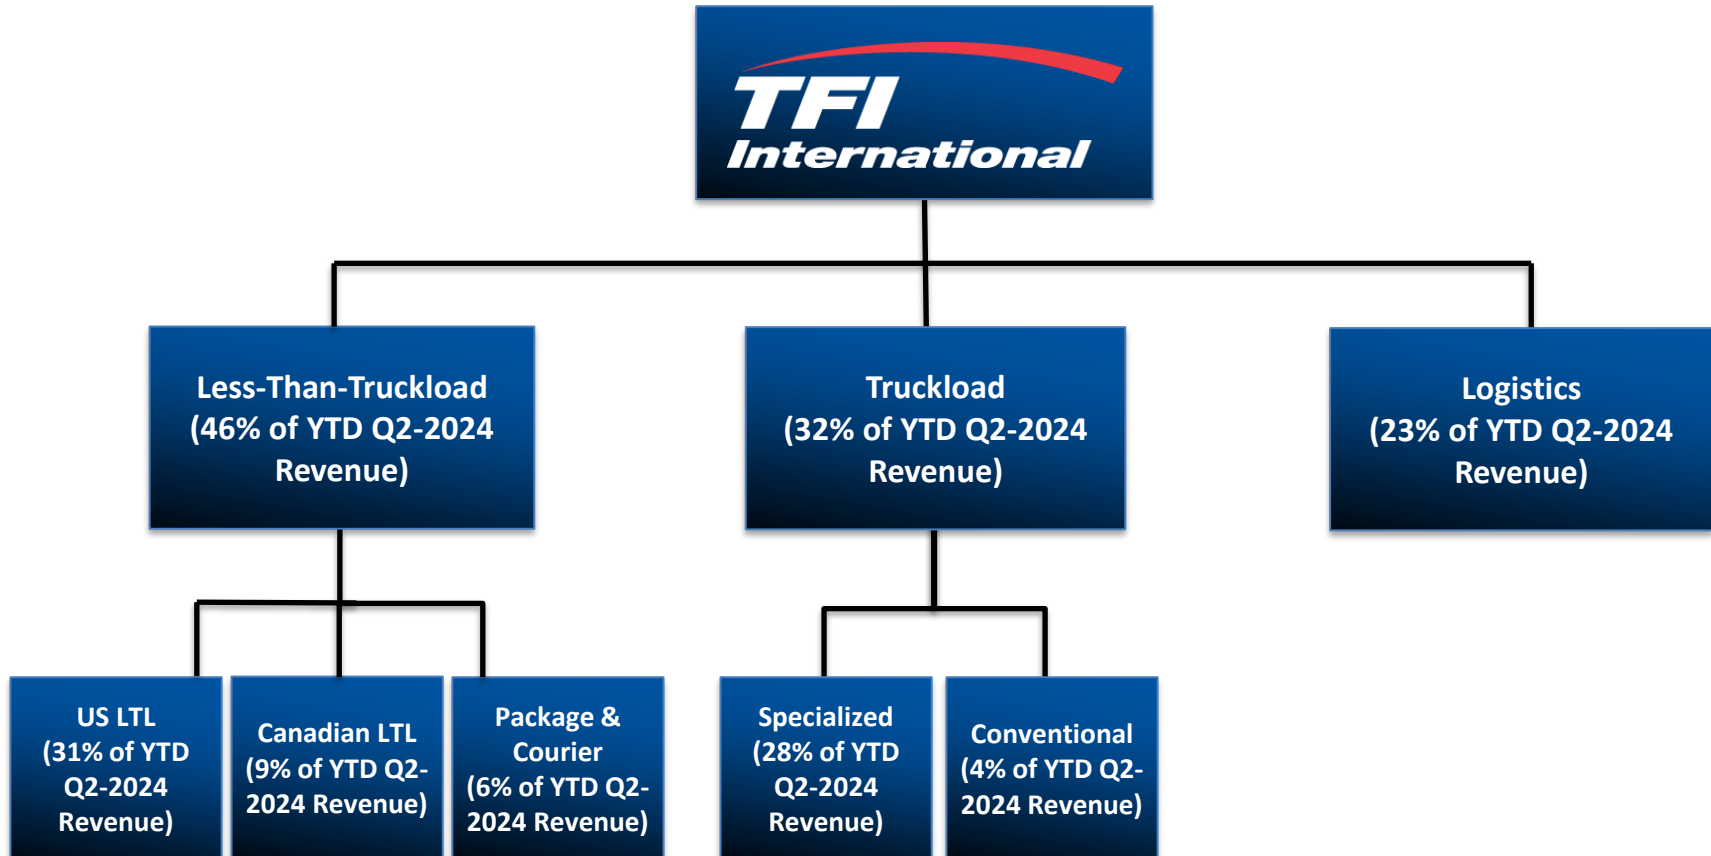 TFI
International
Less-Than-Truckload
(46% of YTD Q2-2024
Revenue)
Truckload
(32% of YTD Q2-2024
Revenue)
Logistics
(23% of YTD Q2-2024
Revenue)
US LTL
(31% of YTD
Q2-2024
Revenue)
Canadian LTL
(9% of YTD Q2-
2024 Revenue)
Package &
Courier
(6% of YTD Q2-
2024 Revenue)
Specialized
(28% of YTD
Q2-2024
Revenue)
Conventional
(4% of YTD Q2-
2024 Revenue)